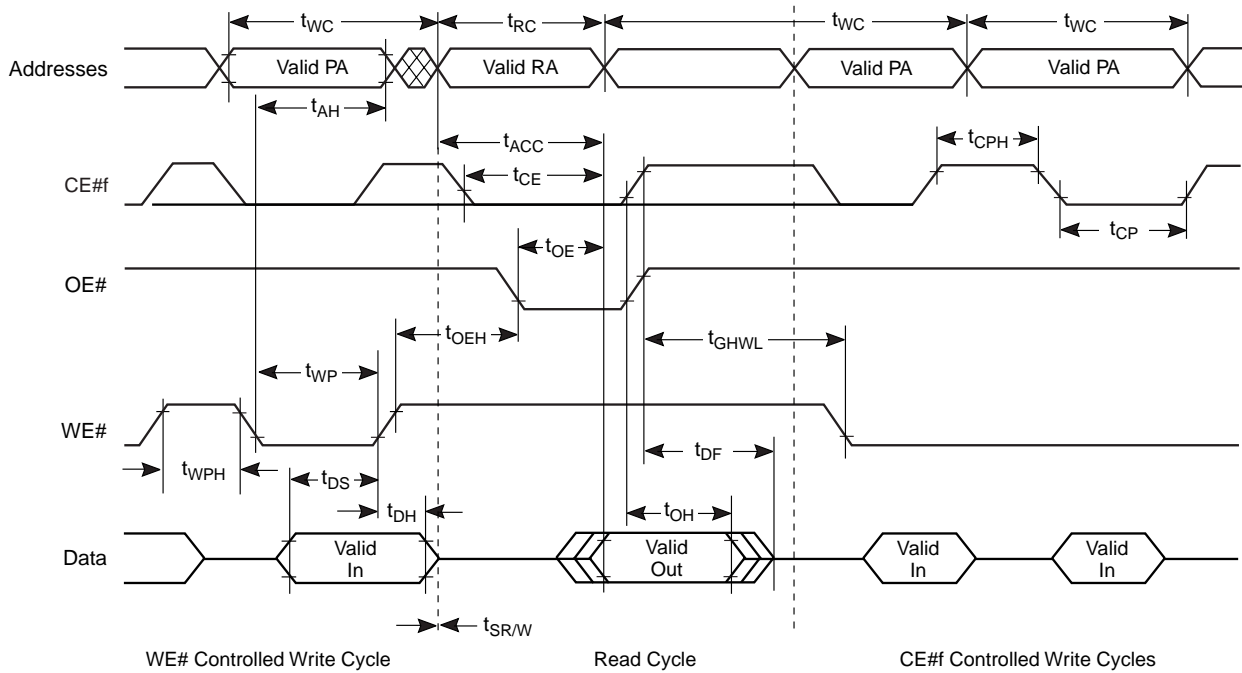 tWC tRC tWC tWC
Addresses Valid PA Valid RA Valid PA Valid PA
tAH
tACC
tCPH
CE#f tCE
tCP
tOE
OE#
tOEH tGHWL
tWP
WE#
tDF
tWPH tDS
tDH tOH
Data Valid In Valid Out Valid In Valid In
tSR/W
WE# Controlled Write Cycle Read Cycle CE#f Controlled Write Cycles